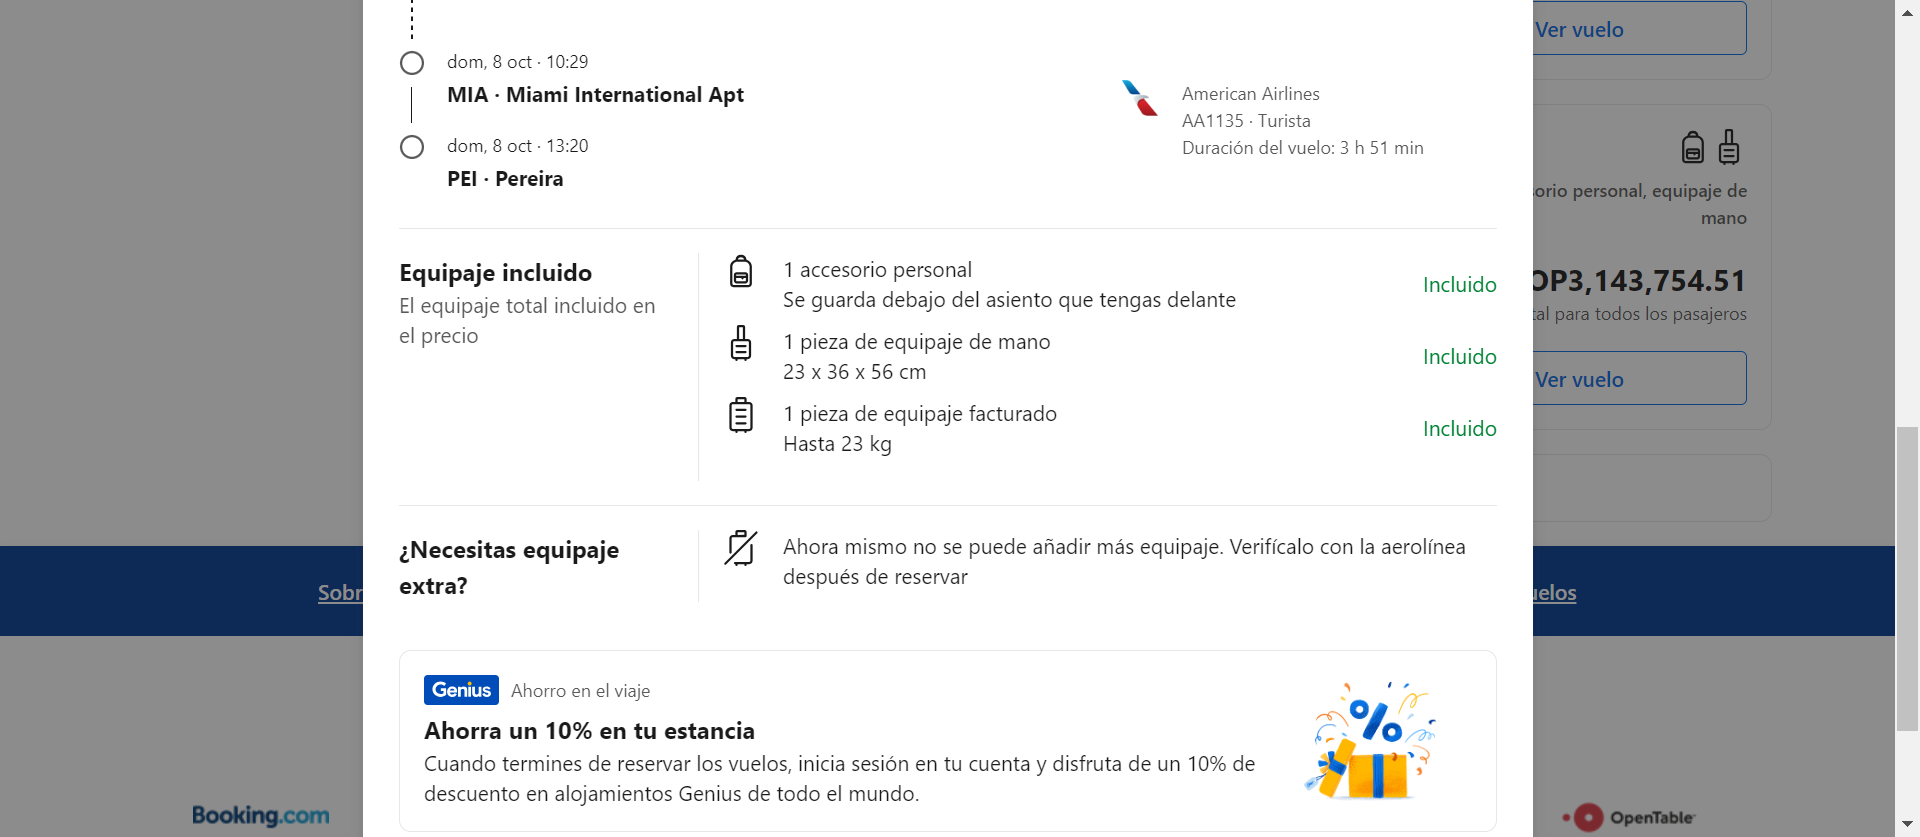 dom, 8 oct · 10:29
MIA · Miami International Apt
dom, 8 oct · 13:20
PEI · Pereira
American Airlines
AA1135 · Turista
Duración del vuelo: 3 h 51 min
Equipaje incluido
El equipaje total incluido en
el precio
1 accesorio personal
Se guarda debajo del asiento que tengas delante
Incluido
1 pieza de equipaje de mano
23 x 36 x 56 cm
Incluido
1 pieza de equipaje facturado
Hasta 23 kg
Incluido
¿Necesitas equipaje
extra?
Ahora mismo no se puede añadir más equipaje. Verifícalo con la aerolínea
después de reservar
Genius Ahorro en el viaje
Ahorra un 10% en tu estancia
Cuando termines de reservar los vuelos, inicia sesión en tu cuenta y disfruta de un 10% de
descuento en alojamientos Genius de todo el mundo.
%
Ver vuelo
personal, equipaje de
mano
3,143,754.51
para todos los pasajeros
Ver vuelo
Booking.com
OpenTable